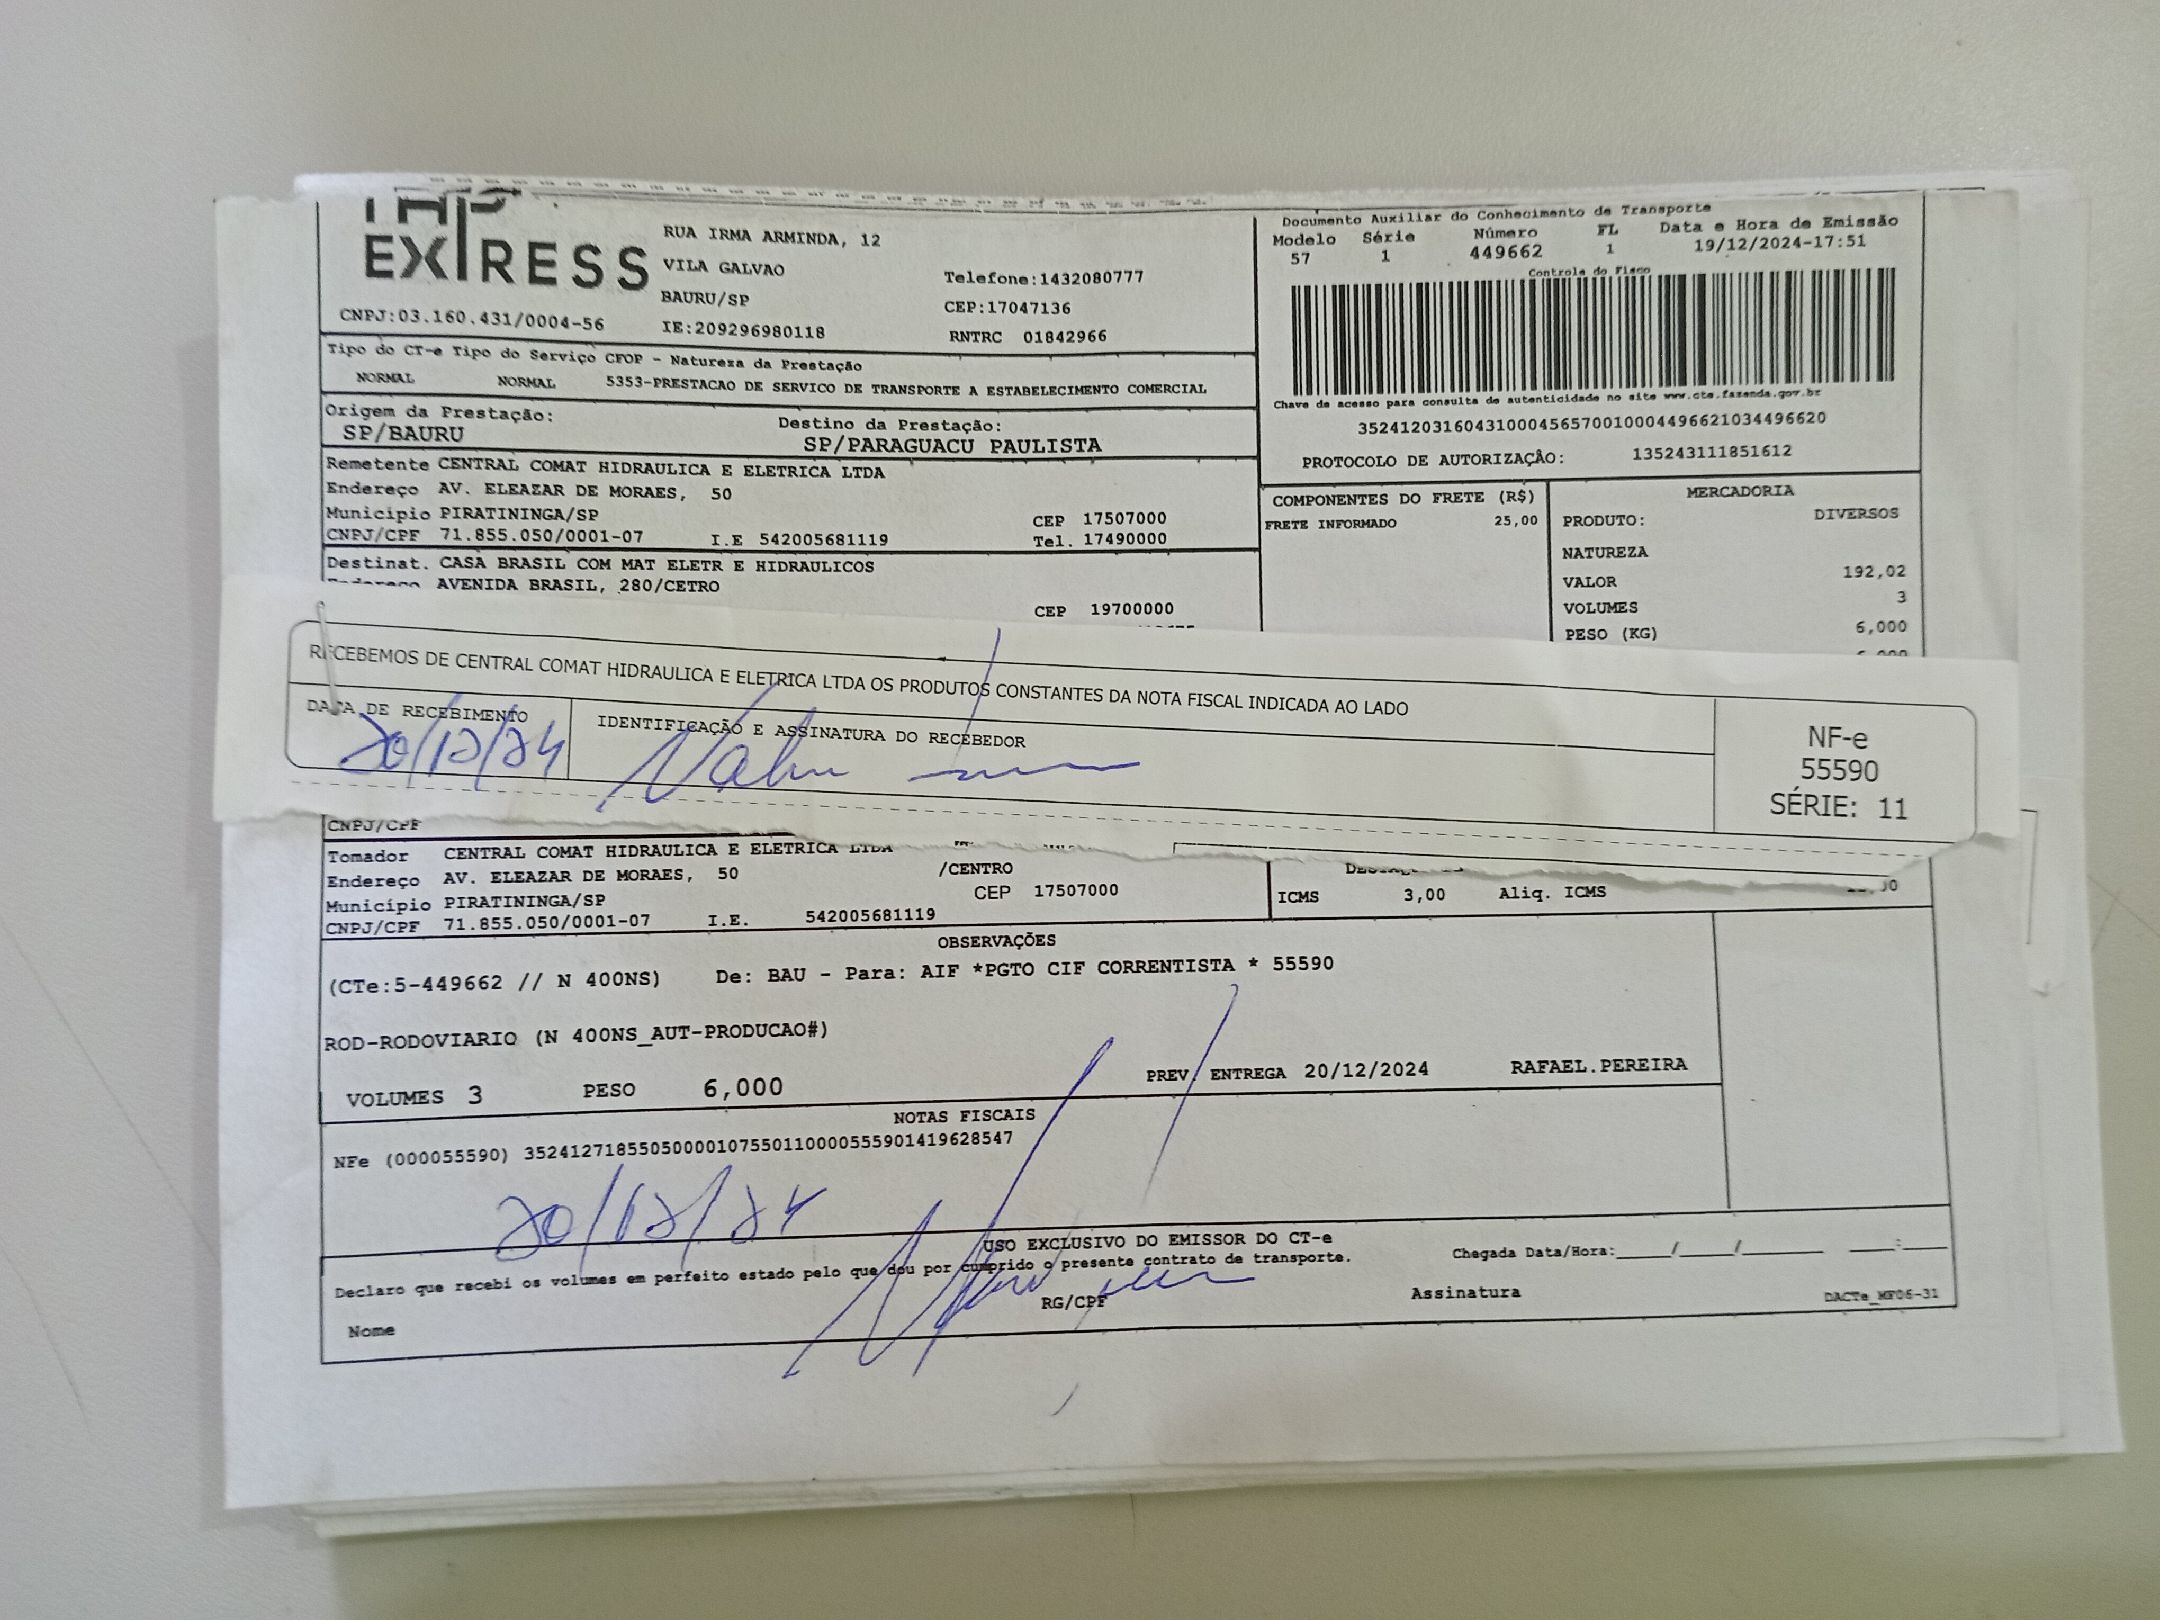 EXPRESS
CNPJ:03.160.431/0004-56
RUA IRMA ARMINDA, 12
VILA GALVAO
BAURU/SP
IE:209296980118
Telefone:1432080777
CEP:17047136
RNTRC 01842966
Documento Auxiliar do Conhecimento de Transporte
Modelo Série Número FL Data e Hora de Emissão
57 1 449662 1 19/12/2024-17:51
Controle do Fisco
Chave de acesso para consulta de autenticidade no site www.cte.fazenda.gov.br
35241203160431000456570010004496621034496620
PROTOCOLO DE AUTORIZAÇÃO: 135243111851612
Tipo do CT-e Tipo do Serviço CFOP - Natureza da Prestação
NORMAL NORMAL 5353-PRESTACAO DE SERVICO DE TRANSPORTE A ESTABELECIMENTO COMERCIAL
Origem da Prestação: Destino da Prestação:
SP/BAURU SP/PARAGUACU PAULISTA
Remetente CENTRAL COMAT HIDRAULICA E ELETRICA LTDA
Endereço AV. ELEAZAR DE MORAES, 50
Município PIRATININGA/SP CEP 17507000
CNPJ/CPF 71.855.050/0001-07 I.E 542005681119 Tel. 17490000
Destinat. CASA BRASIL COM MAT ELETR E HIDRAULICOS
Endereço AVENIDA BRASIL, 280/CETRO
CEP 19700000
COMPONENTES DO FRETE (R$)
FRETE INFORMADO 25,00
MERCADORIA
PRODUTO: DIVERSOS
NATUREZA
VALOR 192,02
VOLUMES 3
PESO (KG) 6,000
RECEBEMOS DE CENTRAL COMAT HIDRAULICA E ELETRICA LTDA OS PRODUTOS CONSTANTES DA NOTA FISCAL INDICADA AO LADO
DATA DE RECEBIMENTO IDENTIFICAÇÃO E ASSINATURA DO RECEBEDOR
20/12/24
NF-e
55590
SÉRIE: 11
CNPJ/CPF
Tomador CENTRAL COMAT HIDRAULICA E ELETRICA LTDA
Endereço AV. ELEAZAR DE MORAES, 50 /CENTRO
Município PIRATININGA/SP CEP 17507000
CNPJ/CPF 71.855.050/0001-07 I.E. 542005681119
ICMS 3,00 Aliq. ICMS
OBSERVAÇÕES
(CTe:5-449662 // N 400NS) De: BAU - Para: AIF *PGTO CIF CORRENTISTA * 55590
ROD-RODOVIARIO (N 400NS_AUT-PRODUCAO#)
VOLUMES 3 PESO 6,000 PREV. ENTREGA 20/12/2024 RAFAEL.PEREIRA
NOTAS FISCAIS
NFe (000055590) 35241271855050000107550110000555901419628547
20/12/24
USO EXCLUSIVO DO EMISSOR DO CT-e
Declaro que recebi os volumes em perfeito estado pelo que dou por cumprido o presente contrato de transporte.
Chegada Data/Hora:____/____/______ ____:____
Nome RG/CPF Assinatura
DACTe_MF06-31